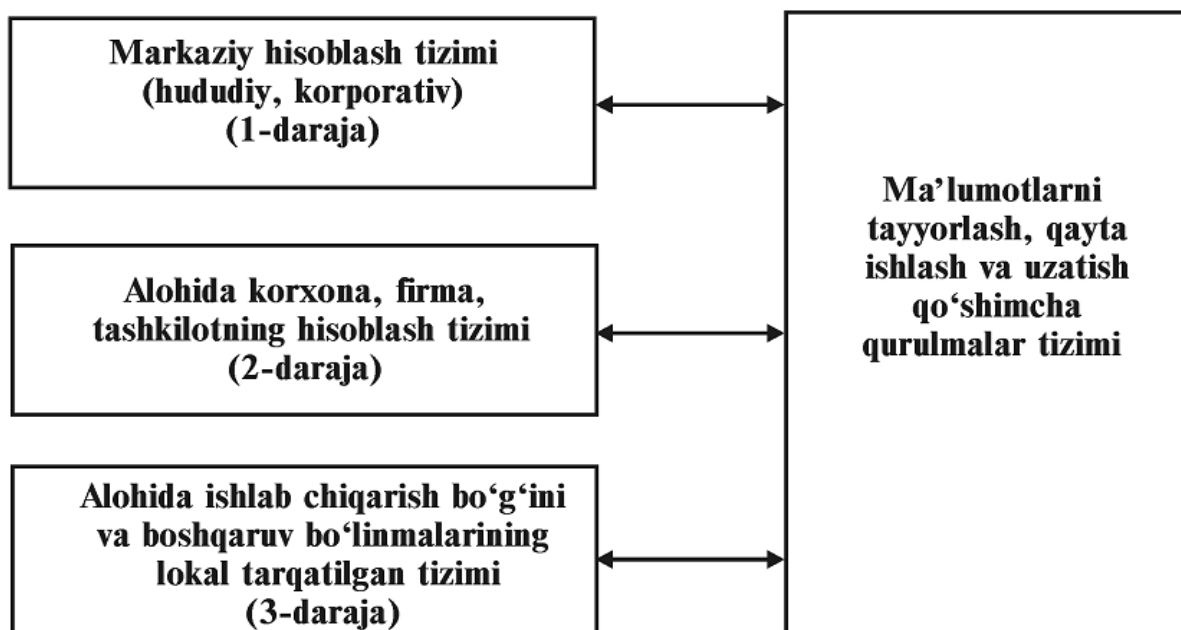 Markaziy hisoblash tizimi
(hududiy, korporativ)
(1-daraja)
Alohida korxona, firma,
tashkilotning hisoblash tizimi
(2-daraja)
Alohida ishlab chiqarish bo‘g‘ini
va boshqaruv bo‘linmalarining
lokal tarqatilgan tizimi
(3-daraja)
Ma’lumotlarni
tayyorlash, qayta
ishlash va uzatish
qo‘shimcha
qurulmalar tizimi